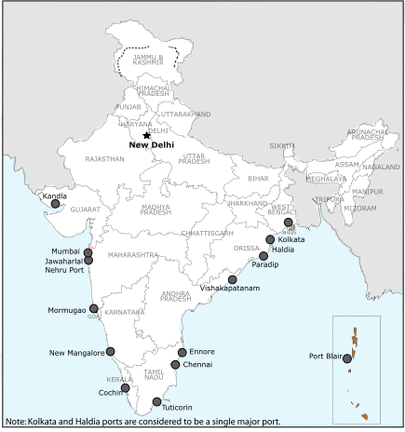 JAMMU &
KASHMIR
HIMACHAL
PRADESH
PUNJAB
UTTARAKHAND
HARYANA
DELHI
New Delhi
ARUNACHAL
PRADESH
SIKKIM
RAJASTHAN
UTTAR
PRADESH
ASSAM
NAGALAND
MEGHALAYA
BIHAR
MANIPUR
Kandla
JHARKHAND
WEST
BENGAL
TRIPURA
MIZORAM
GUJARAT
MADHYA
PRADESH
CHHATTISGARH
Kolkata
Haldia
Mumbai
Jawaharlal
Nehru Port
MAHARASHTRA
ORISSA
Paradip
Vishakapatanam
ANDHRA
PRADESH
Mormugao
GOA
KARNATAKA
New Mangalore
Ennore
Chennai
Port Blair
KERALA
TAMIL
NADU
Cochin
Tuticorin
Note: Kolkata and Haldia ports are considered to be a single major port.